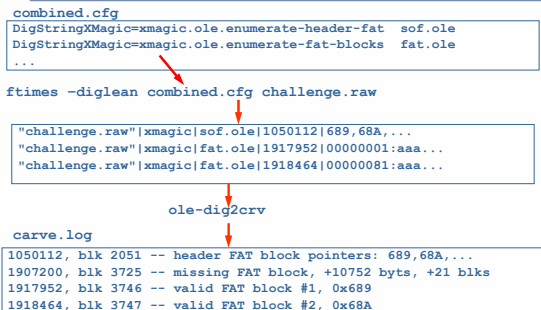 combined.cfg
DigStringXMagic=xmagic.ole.enumerate-header-fat sof.ole
DigStringXMagic=xmagic.ole.enumerate-fat-blocks fat.ole
...
ftimes –diglean combined.cfg challenge.raw
"challenge.raw"|xmagic|sof.ole|1050112|689,68A,...
"challenge.raw"|xmagic|fat.ole|1917952|00000001:aaa...
"challenge.raw"|xmagic|fat.ole|1918464|00000081:aaa...
ole-dig2crv
carve.log
1050112, blk 2051 -- header FAT block pointers: 689,68A,...
1907200, blk 3725 -- missing FAT block, +10752 byts, +21 blks
1917952, blk 3746 -- valid FAT block #1, 0x689
1918464, blk 3747 -- valid FAT block #2, 0x68A